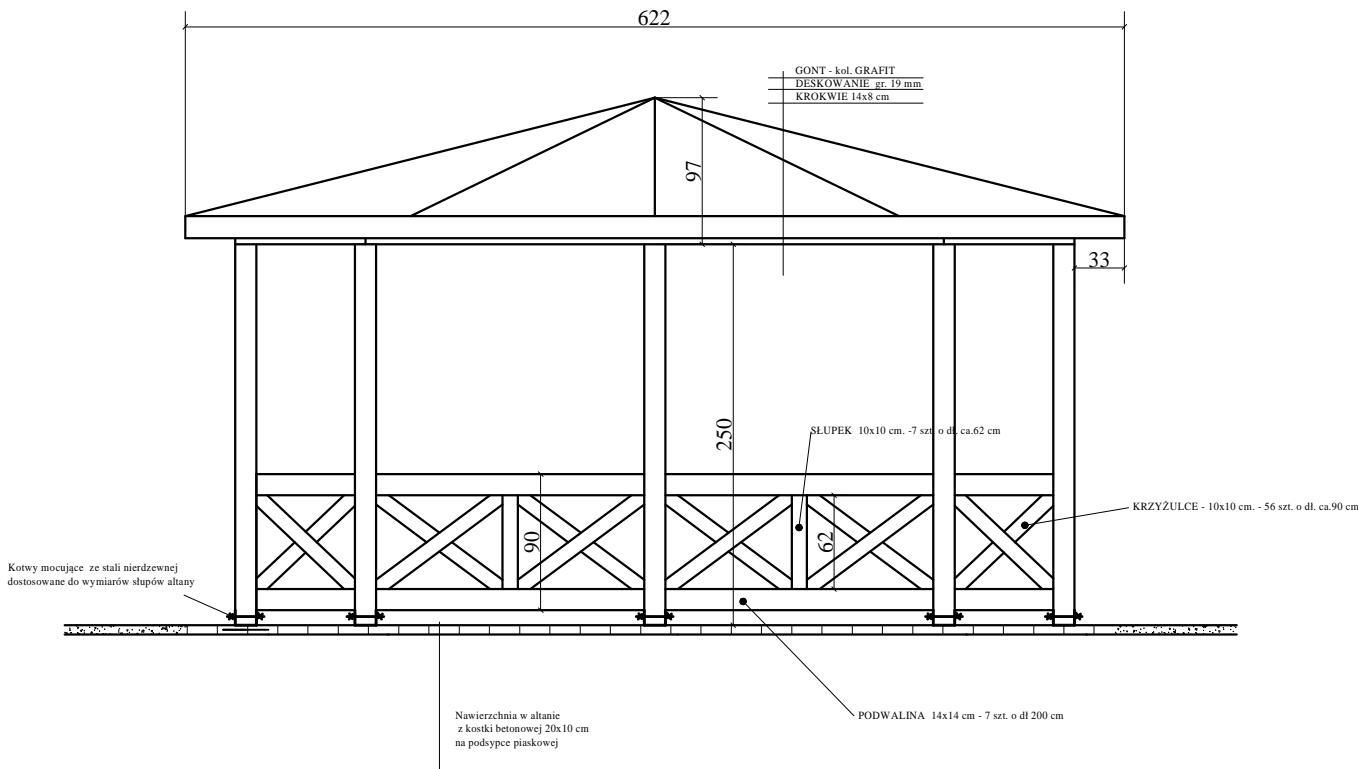 622
GONT - kol. GRAFIT
DESKOWANIE gr. 19 mm
KROKWIE 14x8 cm
97
33
250
SŁUPEK 10x10 cm. -7 szt. o dł. ca.62 cm
KRZYŻULCE - 10x10 cm. - 56 szt. o dł. ca.90 cm
90
62
Kotwy mocujące ze stali nierdzewnej
dostosowane do wymiarów słupów altany
Nawierzchnia w altanie
z kostki betonowej 20x10 cm
na podsypce piaskowej
PODWALINA 14x14 cm - 7 szt. o dł 200 cm